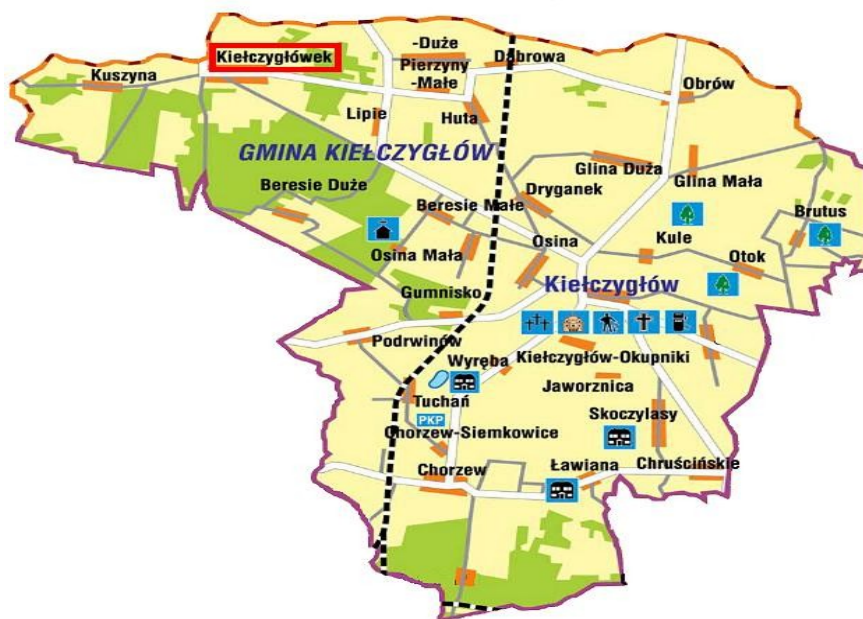 -Duże
Kiełczygłówek
Pierzyny
Dąbrowa
Kuszyna
-Małe
Obrów
Lipie
Huta
GMINA KIEŁCZYGŁÓW
Glina Duża
Glina Mała
Beresie Duże
Dryganek
Beresie Małe
Brutus
Osina
Kule
Osina Mała
Otok
Kiełczygłów
Gumnisko
Podrwinów
Wyręba
Kiełczygłów-Okupniki
Jaworznica
Tuchań
Skoczylasy
PKP
Chorzew-Siemkowice
Chorzew
Ławiana
Chruścińskie